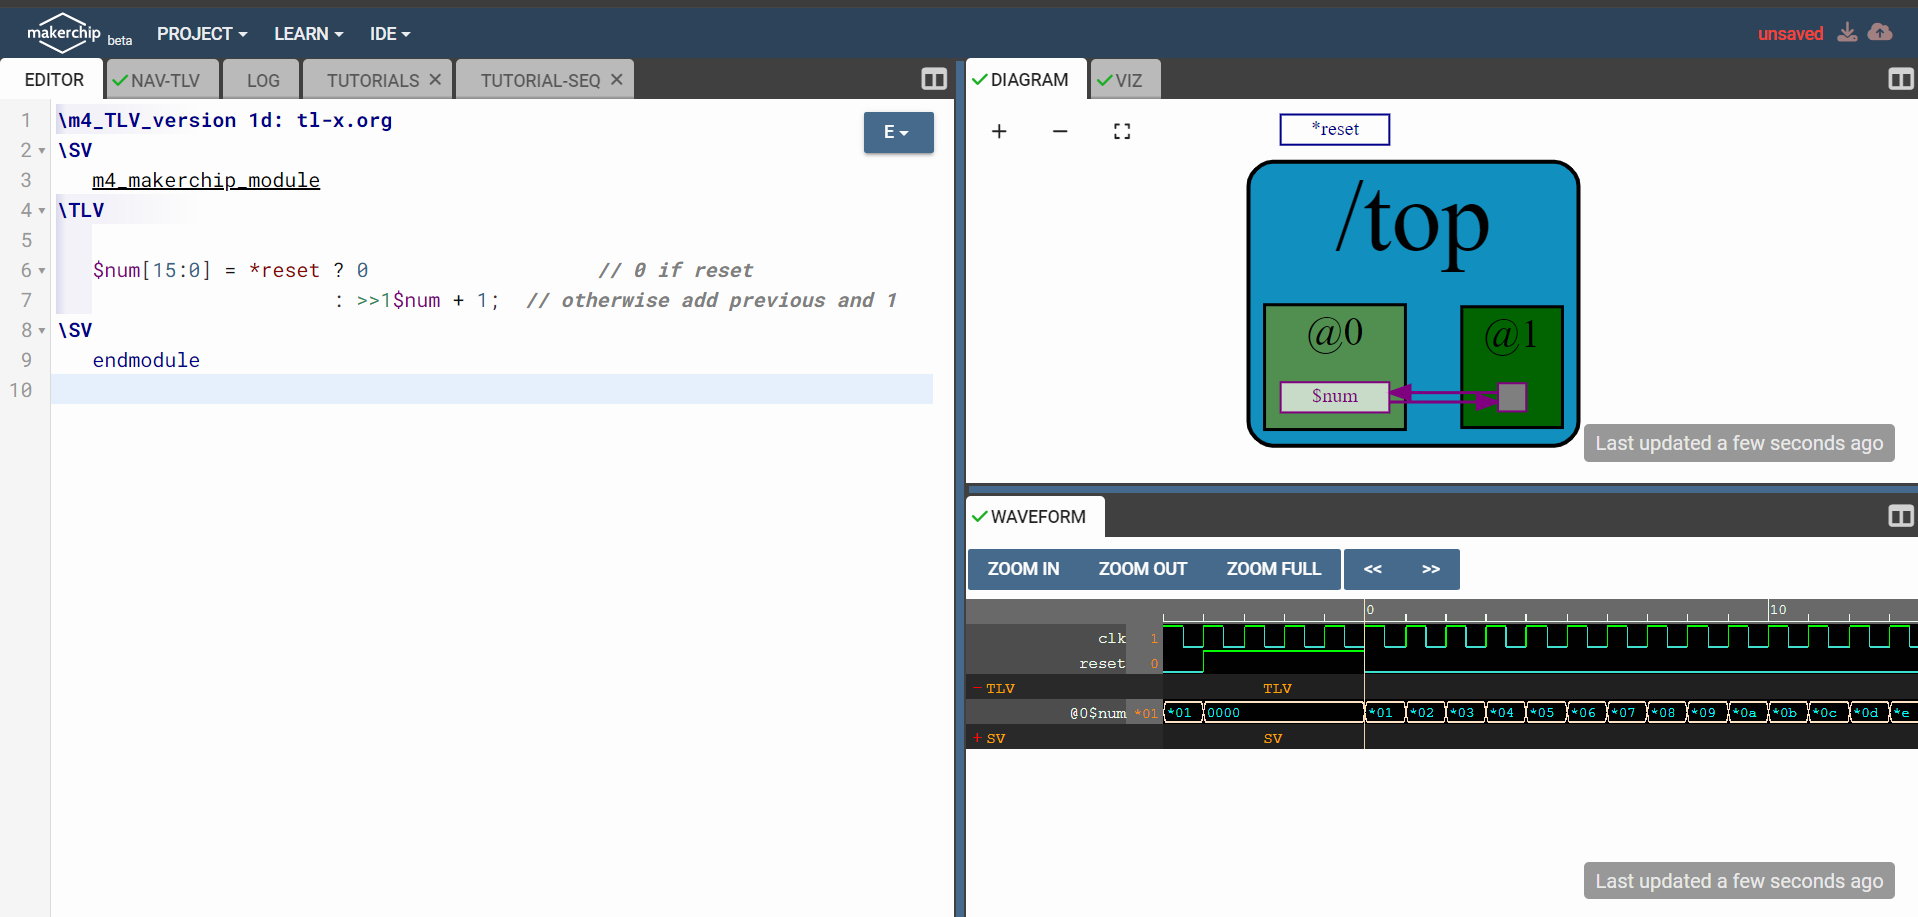 makerchip beta PROJECT LEARN IDE unsaved
EDITOR NAV-TLV LOG TUTORIALS TUTORIAL-SEQ
1 \m4_TLV_version 1d: tl-x.org
2 \SV
3 m4_makerchip_module
4 \TLV
5
6 $num[15:0] = *reset ? 0 // 0 if reset
7 : >>1$num + 1; // otherwise add previous and 1
8 \SV
9 endmodule
10
E
DIAGRAM VIZ
+ −
*reset
/top
@0 @1
$num
Last updated a few seconds ago
WAVEFORM
ZOOM IN ZOOM OUT ZOOM FULL << >>
0 10
clk 1
reset 0
− TLV TLV
@0$num *01 *01 0000 *01 *02 *03 *04 *05 *06 *07 *08 *09 *0a *0b *0c *0d *e
+ SV SV
Last updated a few seconds ago